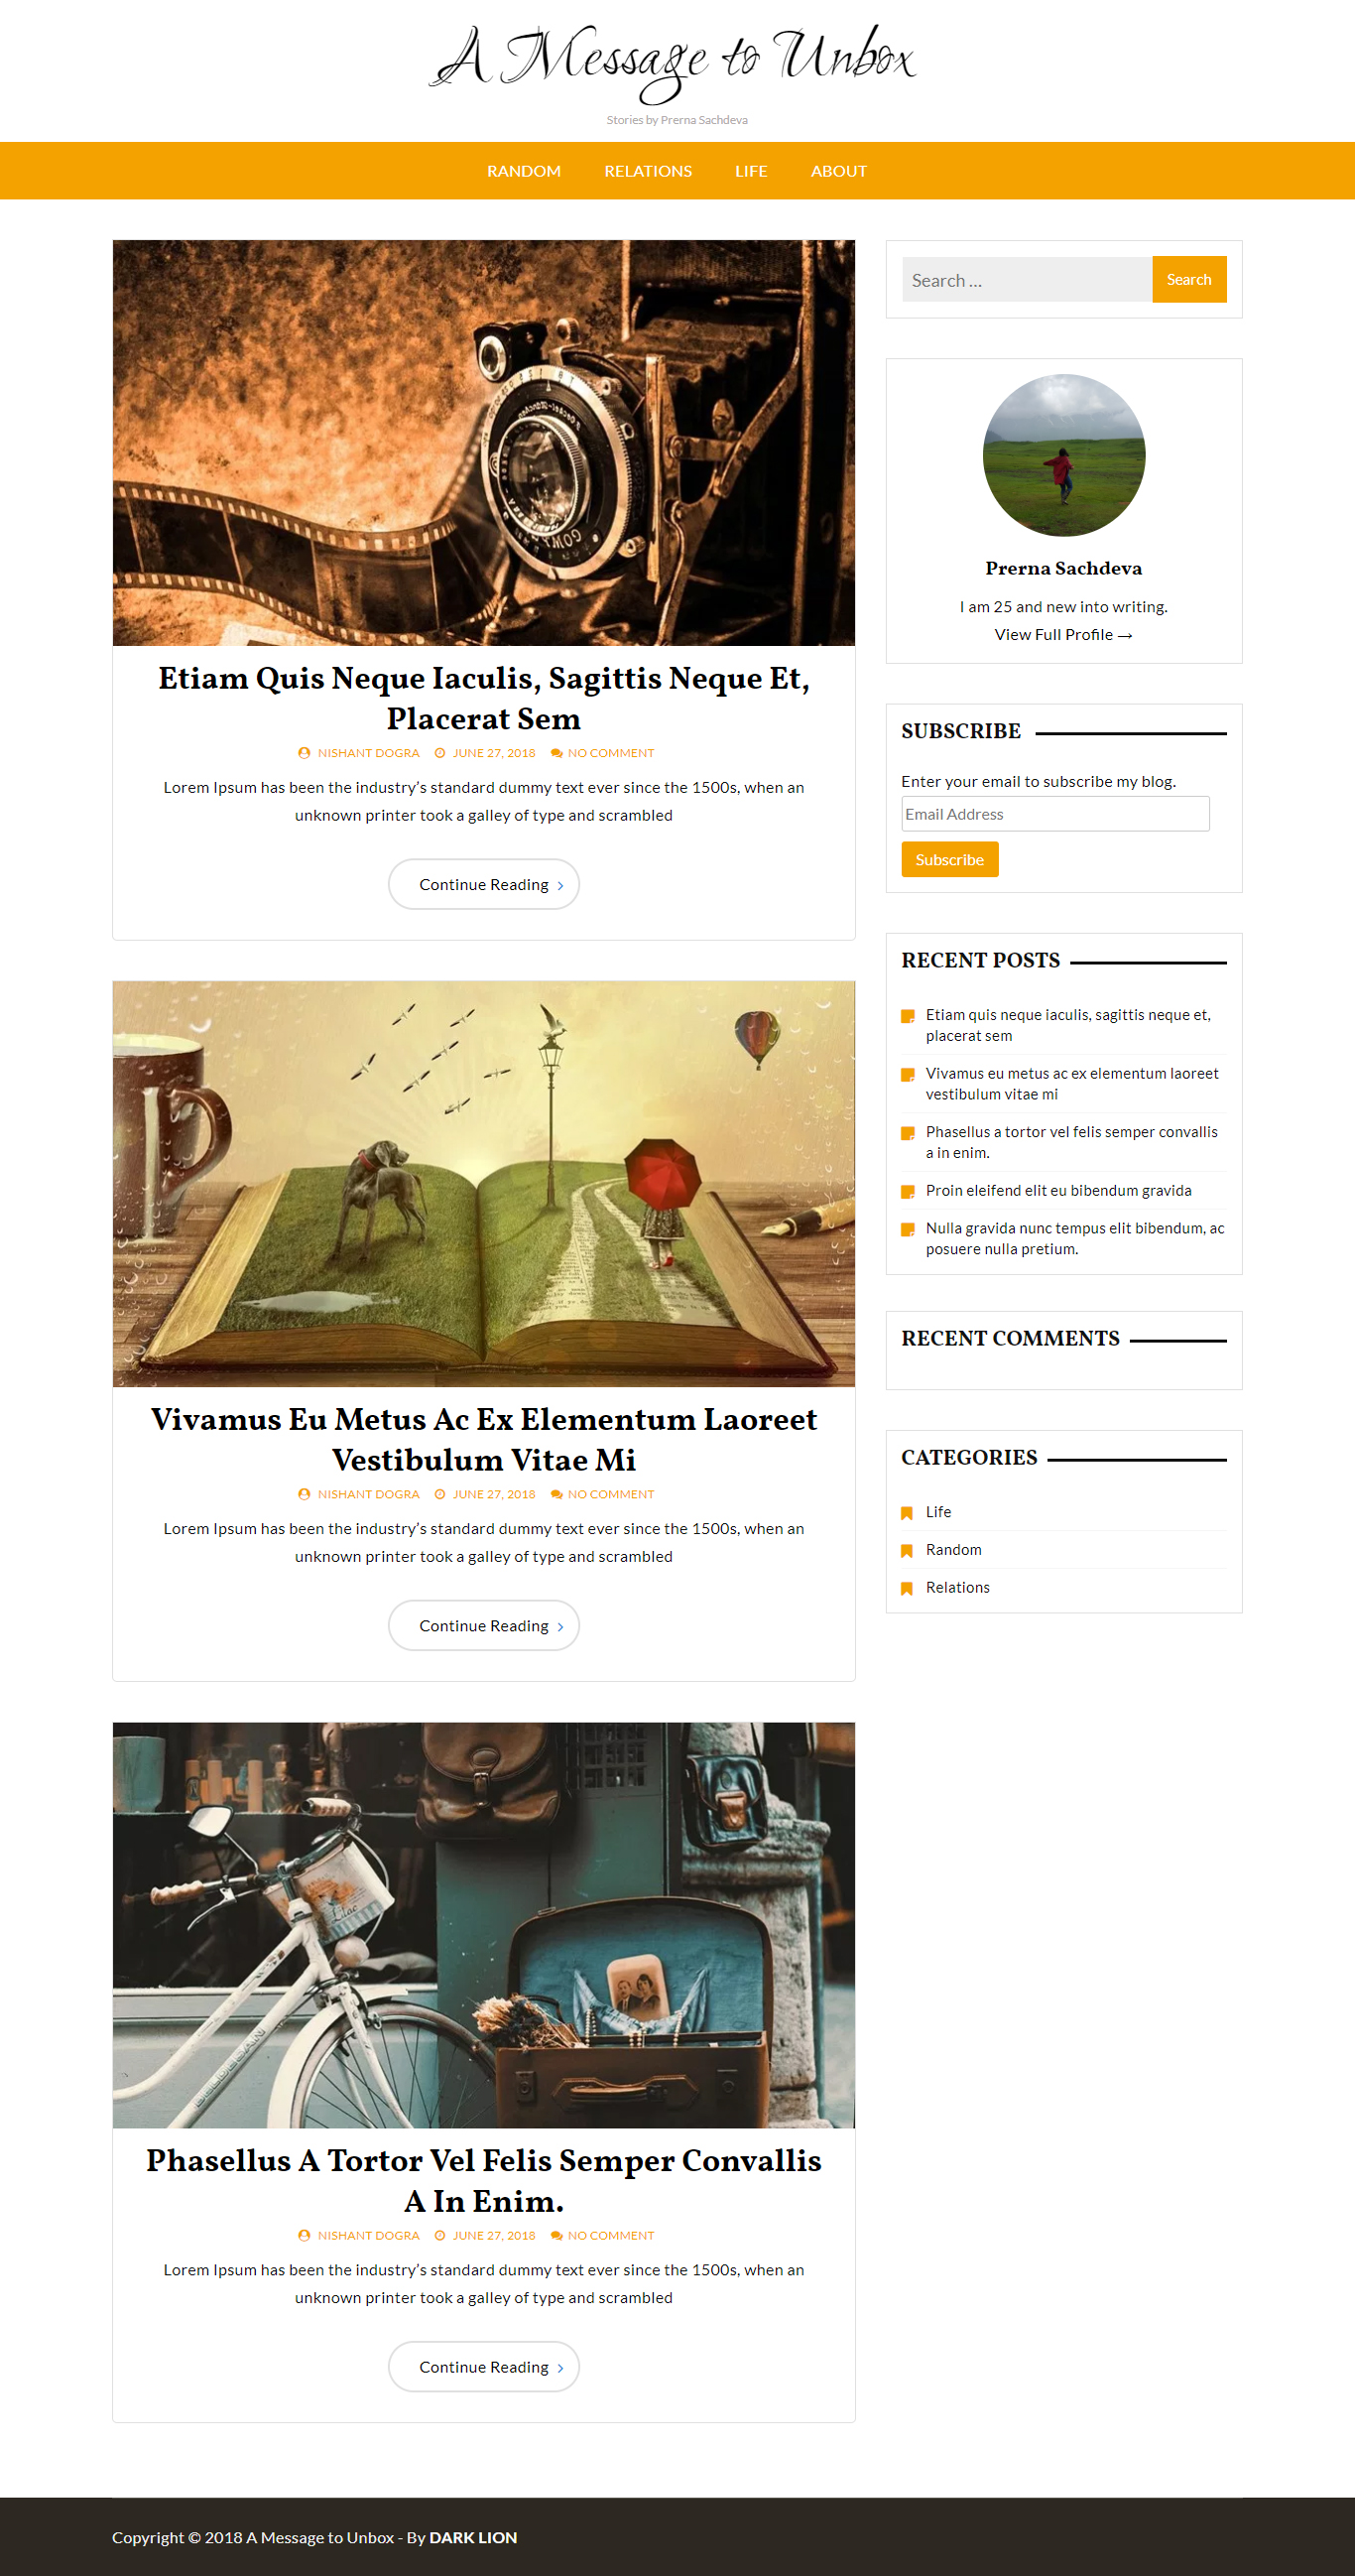 A Message to Unbox
Stories by Prerna Sachdeva
RANDOM RELATIONS LIFE ABOUT
Etiam Quis Neque Iaculis, Sagittis Neque Et,
Placerat Sem
NISHANT DOGRA JUNE 27, 2018 NO COMMENT
Lorem Ipsum has been the industry’s standard dummy text ever since the 1500s, when an
unknown printer took a galley of type and scrambled
Continue Reading ›
Vivamus Eu Metus Ac Ex Elementum Laoreet
Vestibulum Vitae Mi
NISHANT DOGRA JUNE 27, 2018 NO COMMENT
Lorem Ipsum has been the industry’s standard dummy text ever since the 1500s, when an
unknown printer took a galley of type and scrambled
Continue Reading ›
Phasellus A Tortor Vel Felis Semper Convallis
A In Enim.
NISHANT DOGRA JUNE 27, 2018 NO COMMENT
Lorem Ipsum has been the industry’s standard dummy text ever since the 1500s, when an
unknown printer took a galley of type and scrambled
Continue Reading ›
Search …
Search
Prerna Sachdeva
I am 25 and new into writing.
View Full Profile →
SUBSCRIBE
Enter your email to subscribe my blog.
Email Address
Subscribe
RECENT POSTS
Etiam quis neque iaculis, sagittis neque et,
placerat sem
Vivamus eu metus ac ex elementum laoreet
vestibulum vitae mi
Phasellus a tortor vel felis semper convallis
a in enim.
Proin eleifend elit eu bibendum gravida
Nulla gravida nunc tempus elit bibendum, ac
posuere nulla pretium.
RECENT COMMENTS
CATEGORIES
Life
Random
Relations
Copyright © 2018 A Message to Unbox - By DARK LION